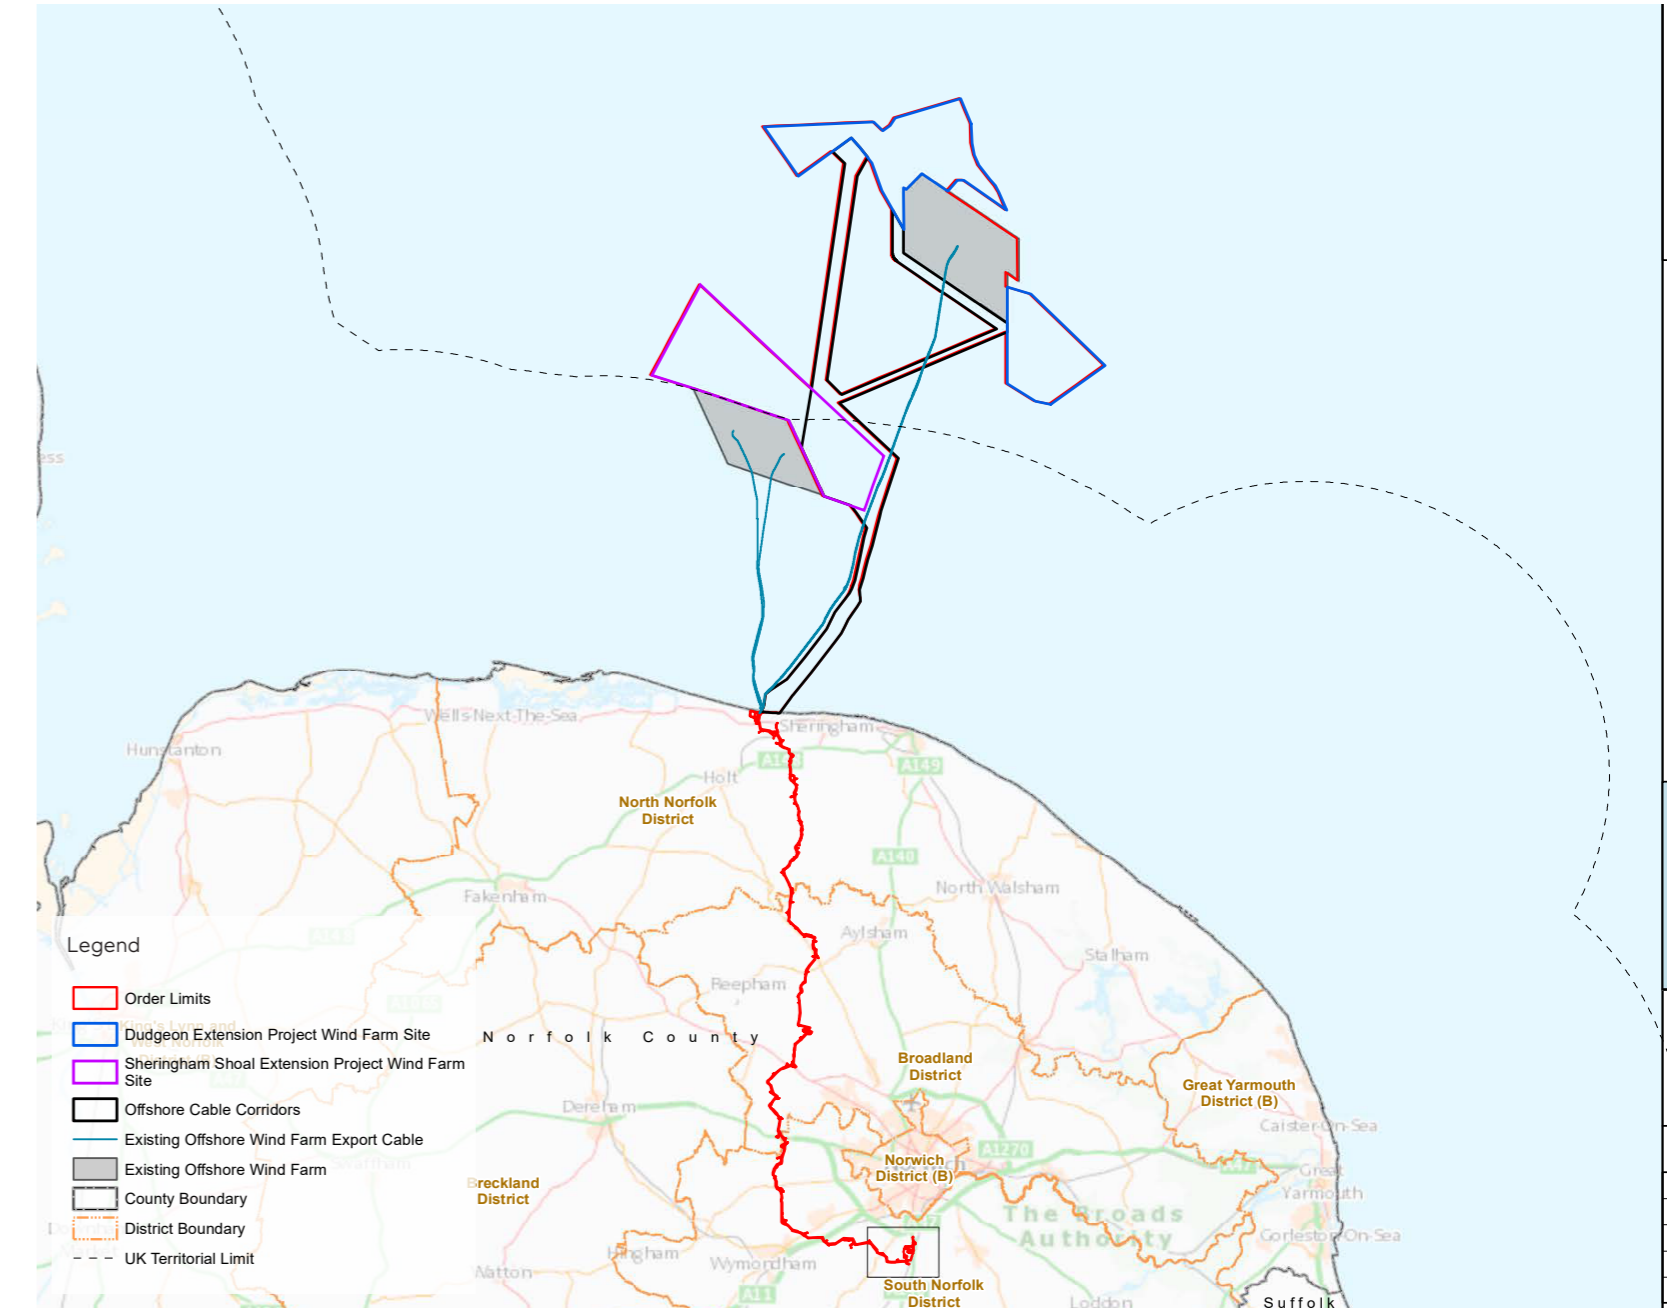 ess
Wells-Next-The-Sea
Sheringham
Hunstanton
A148
A149
Holt
North Norfolk
District
A140
Fakenham
North Walsham
Aylsham
Stalham
Reepham
Legend
Order Limits
Dudgeon Extension Project Wind Farm Site
Sheringham Shoal Extension Project Wind Farm
Site
Offshore Cable Corridors
Existing Offshore Wind Farm Export Cable
Existing Offshore Wind Farm
County Boundary
District Boundary
UK Territorial Limit
Norfolk County
Broadland
District
Great Yarmouth
District (B)
Dereham
Caister-On-Sea
A1270
Norwich
District (B)
A47
Swaffham
Breckland
District
Great
Yarmouth
The Broads
Authority
Gorleston-On-Sea
A47
Hingham
Wymondham
Watton
South Norfolk
District
A11
Loddon
Suffolk